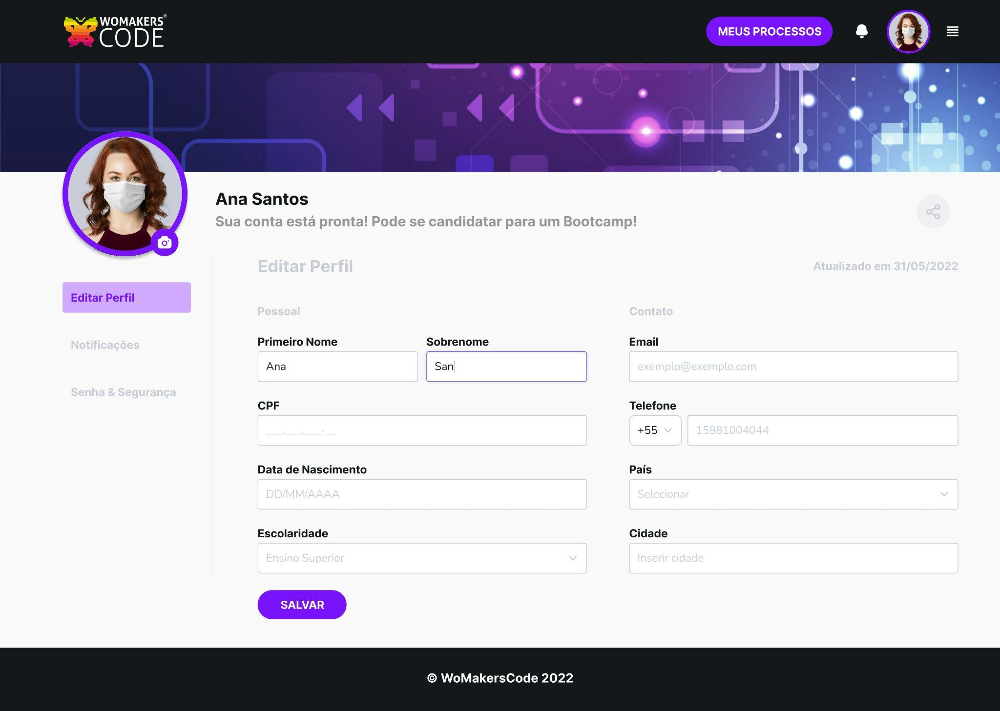 WOMAKERS®
CODE
MEUS PROCESSOS
Ana Santos
Sua conta está pronta! Pode se candidatar para um Bootcamp!
Editar Perfil
Notificações
Senha & Segurança
Editar Perfil
Atualizado em 31/05/2022
Pessoal
Contato
Primeiro Nome
Sobrenome
Email
Ana
San
exemplo@exemplo.com
CPF
Telefone
___.___.___-__
+55
15981004044
Data de Nascimento
País
DD/MM/AAAA
Selecionar
Escolaridade
Cidade
Ensino Superior
Inserir cidade
SALVAR
© WoMakersCode 2022